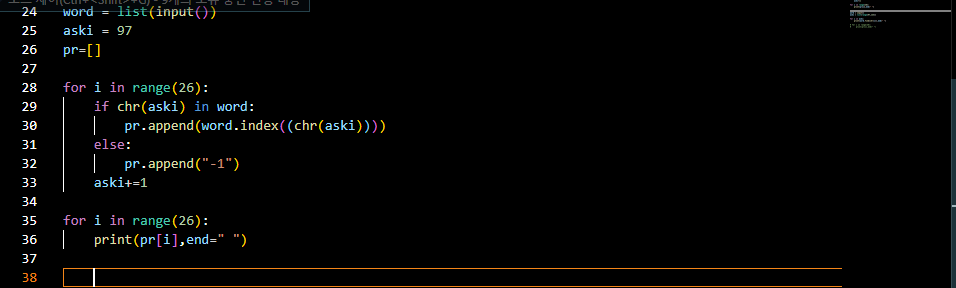 24 word = list(input())
25 aski = 97
26 pr=[]
27
28 for i in range(26):
29     if chr(aski) in word:
30         pr.append(word.index((chr(aski))))
31     else:
32         pr.append("-1")
33     aski+=1
34
35 for i in range(26):
36     print(pr[i],end=" ")
37
38